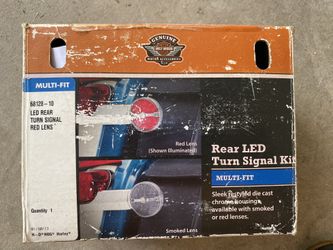 GENUINE
MOTOR ACCESSORIES
MULTI-FIT
68128-10
LED REAR
TURN SIGNAL
RED LENS
Quantity 1
Red Lens
(Shown Illuminated)
Smoked Lens
Rear LED
Turn Signal Kit
MULTI-FIT
Sleek restyled die cast
chrome housings,
available with smoked
or red lenses.